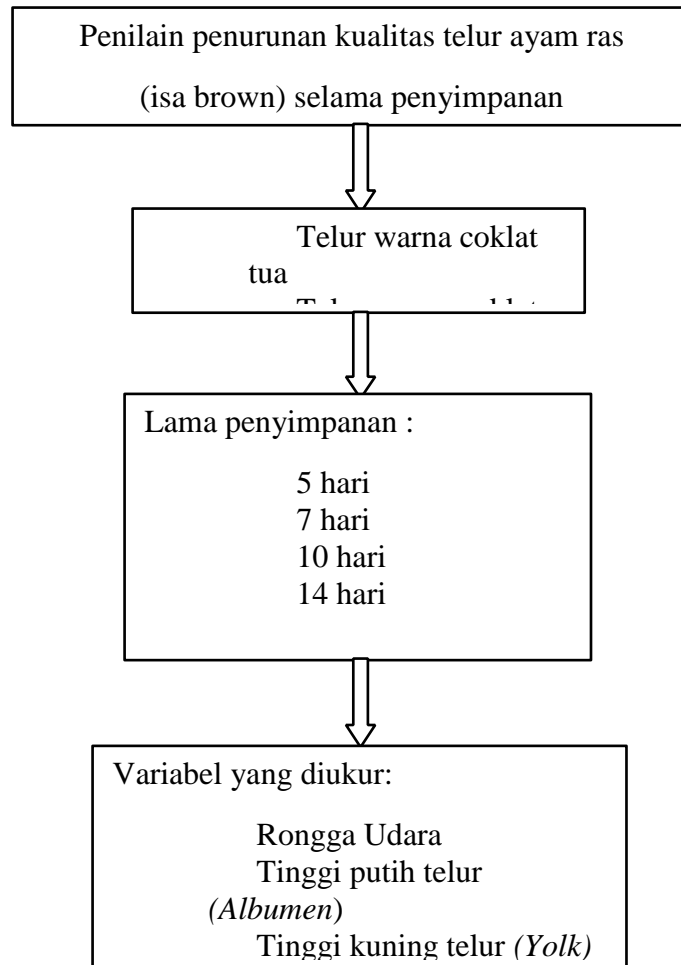 Penilain penurunan kualitas telur ayam ras
(isa brown) selama penyimpanan
Telur warna coklat
tua
Lama penyimpanan :
5 hari
7 hari
10 hari
14 hari
Variabel yang diukur:
Rongga Udara
Tinggi putih telur
(Albumen)
Tinggi kuning telur (Yolk)